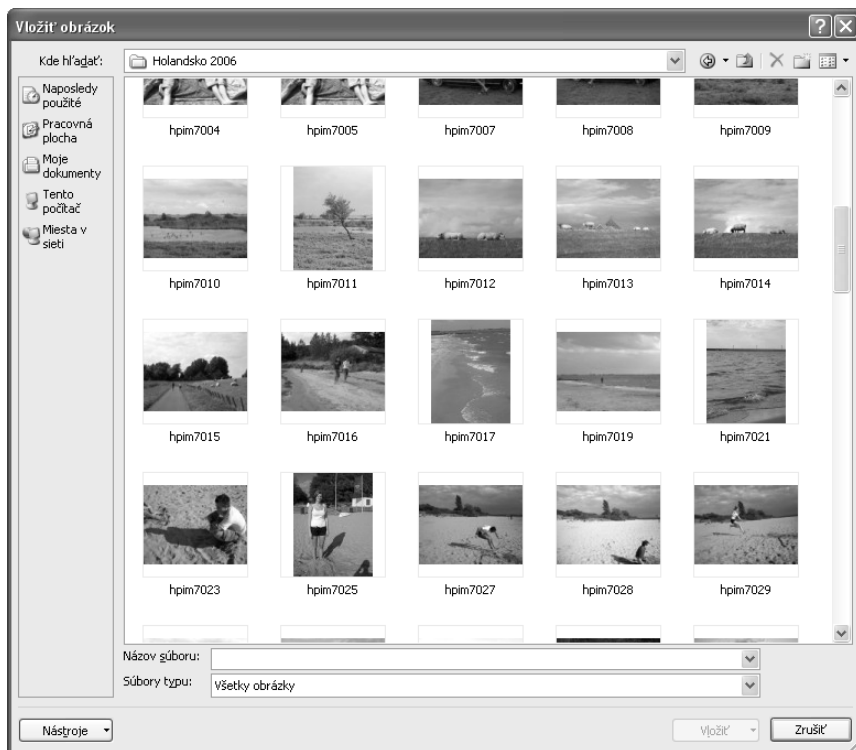 Vložiť obrázok
Kde hľadať:
Holandsko 2006
Naposledy
použité
Pracovná
plocha
Moje
dokumenty
Tento
počítač
Miesta v
sieti
hpim7004 hpim7005 hpim7007 hpim7008 hpim7009
hpim7010 hpim7011 hpim7012 hpim7013 hpim7014
hpim7015 hpim7016 hpim7017 hpim7019 hpim7021
hpim7023 hpim7025 hpim7027 hpim7028 hpim7029
Názov súboru:
Súbory typu: Všetky obrázky
Nástroje Vložiť Zrušiť